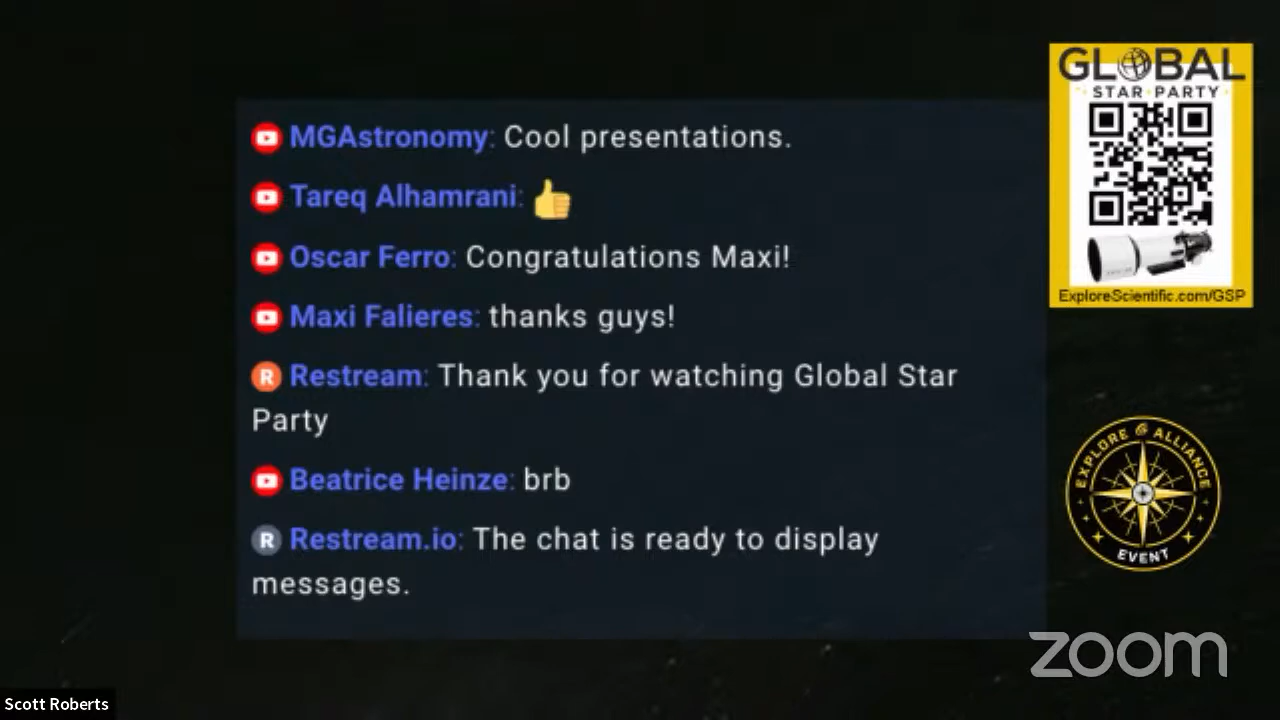 MGAstronomy: Cool presentations.
Tareq Alhamrani: 👍
Oscar Ferro: Congratulations Maxi!
Maxi Falieres: thanks guys!
R Restream: Thank you for watching Global Star
Party
Beatrice Heinze: brb
R Restream.io: The chat is ready to display
messages.
GLOBAL
STAR PARTY
ExploreScientific.com/GSP
EXPLORE ALLIANCE
EVENT
zoom
Scott Roberts